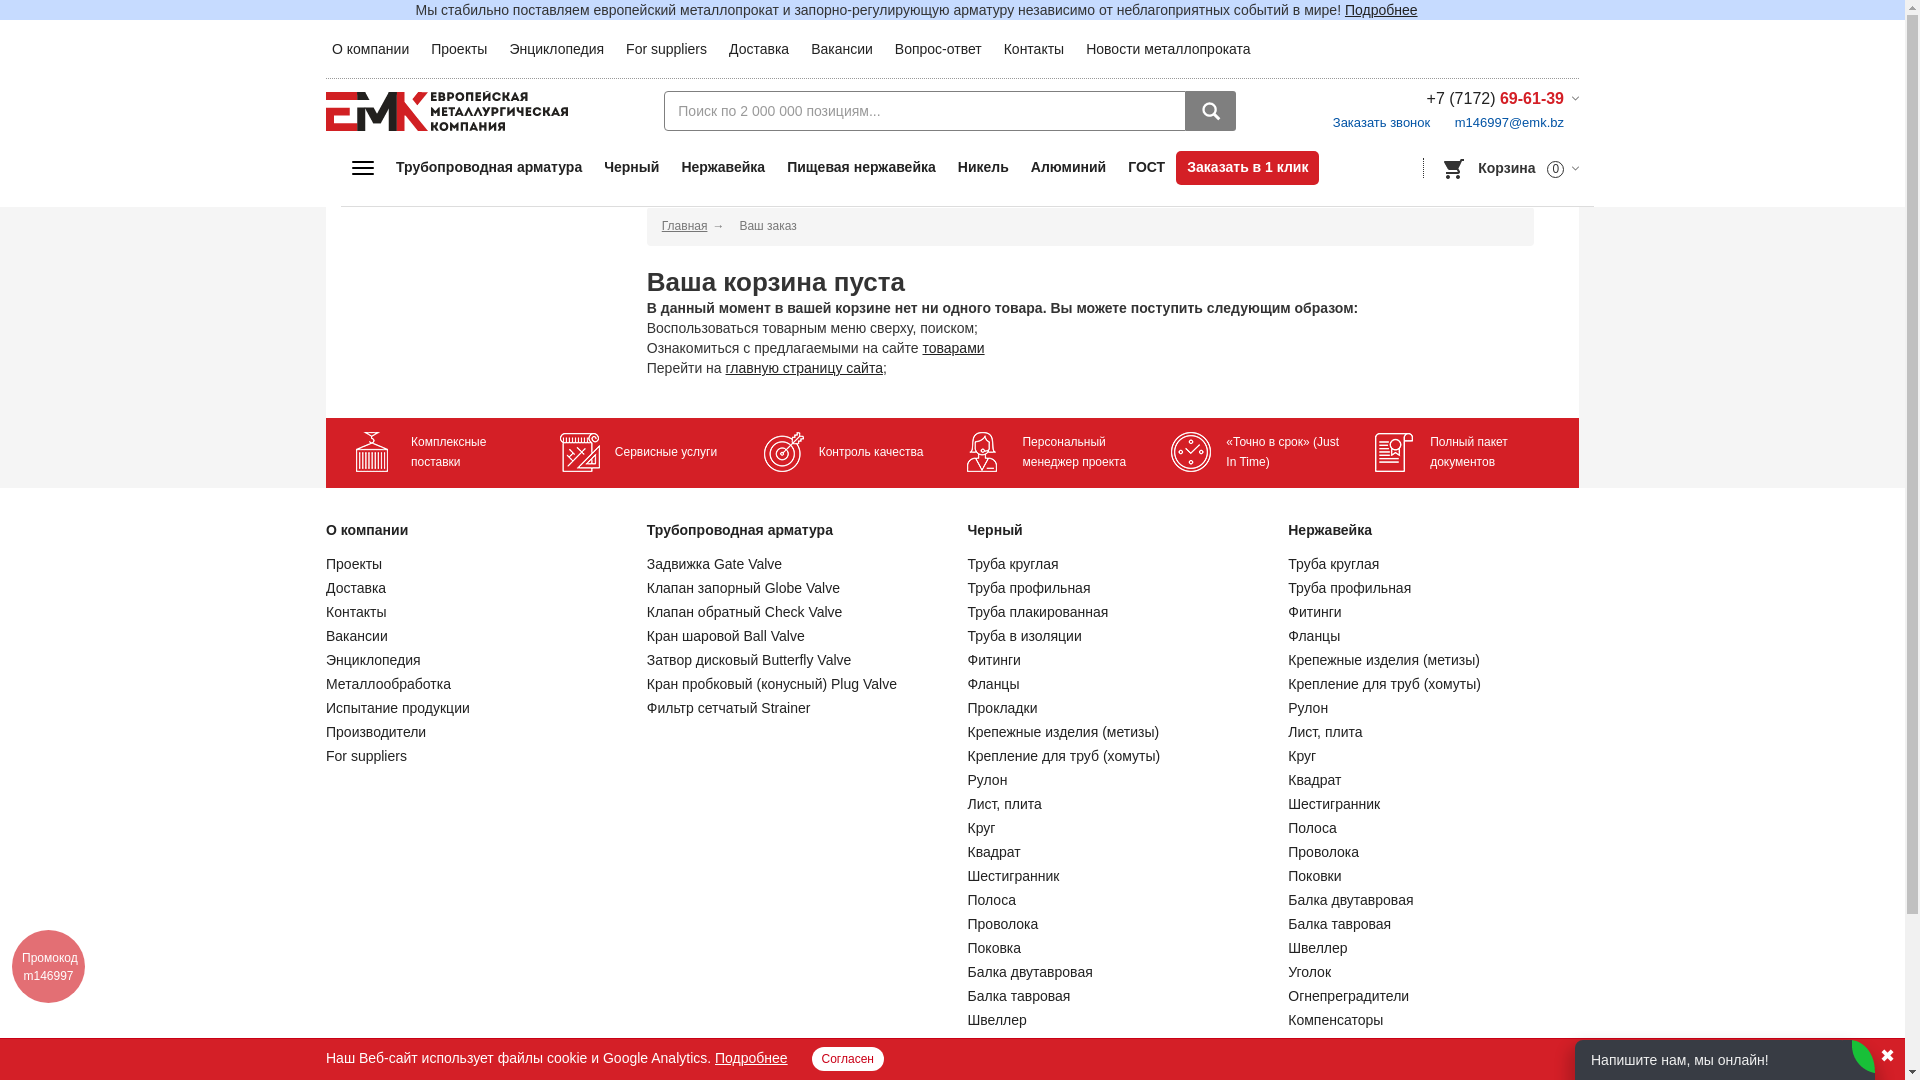 Мы стабильно поставляем европейский металлопрокат и запорно-регулирующую арматуру независимо от неблагоприятных событий в мире! Подробнее
О компании
Проекты
Энциклопедия
For suppliers
Доставка
Вакансии
Вопрос-ответ
Контакты
Новости металлопроката
ЕМК
ЕВРОПЕЙСКАЯ
МЕТАЛЛУРГИЧЕСКАЯ
КОМПАНИЯ
Поиск по 2 000 000 позициям...
+7 (7172) 69-61-39
Заказать звонок
m146997@emk.bz
Трубопроводная арматура
Черный
Нержавейка
Пищевая нержавейка
Никель
Алюминий
ГОСТ
Заказать в 1 клик
Корзина 0
Главная → Ваш заказ
Ваша корзина пуста
В данный момент в вашей корзине нет ни одного товара. Вы можете поступить следующим образом:
Воспользоваться товарным меню сверху, поиском;
Ознакомиться с предлагаемыми на сайте товарами
Перейти на главную страницу сайта;
Комплексные
поставки
Сервисные услуги
Контроль качества
Персональный
менеджер проекта
«Точно в срок» (Just
In Time)
Полный пакет
документов
О компании
Проекты
Доставка
Контакты
Вакансии
Энциклопедия
Металлообработка
Испытание продукции
Производители
For suppliers
Трубопроводная арматура
Задвижка Gate Valve
Клапан запорный Globe Valve
Клапан обратный Check Valve
Кран шаровой Ball Valve
Затвор дисковый Butterfly Valve
Кран пробковый (конусный) Plug Valve
Фильтр сетчатый Strainer
Черный
Труба круглая
Труба профильная
Труба плакированная
Труба в изоляции
Фитинги
Фланцы
Прокладки
Крепежные изделия (метизы)
Крепление для труб (хомуты)
Рулон
Лист, плита
Круг
Квадрат
Шестигранник
Полоса
Проволока
Поковка
Балка двутавровая
Балка тавровая
Швеллер
Нержавейка
Труба круглая
Труба профильная
Фитинги
Фланцы
Крепежные изделия (метизы)
Крепление для труб (хомуты)
Рулон
Лист, плита
Круг
Квадрат
Шестигранник
Полоса
Проволока
Поковки
Балка двутавровая
Балка тавровая
Швеллер
Уголок
Огнепреградители
Компенсаторы
Промокод
m146997
Наш Веб-сайт использует файлы cookie и Google Analytics. Подробнее
Согласен
Напишите нам, мы онлайн!